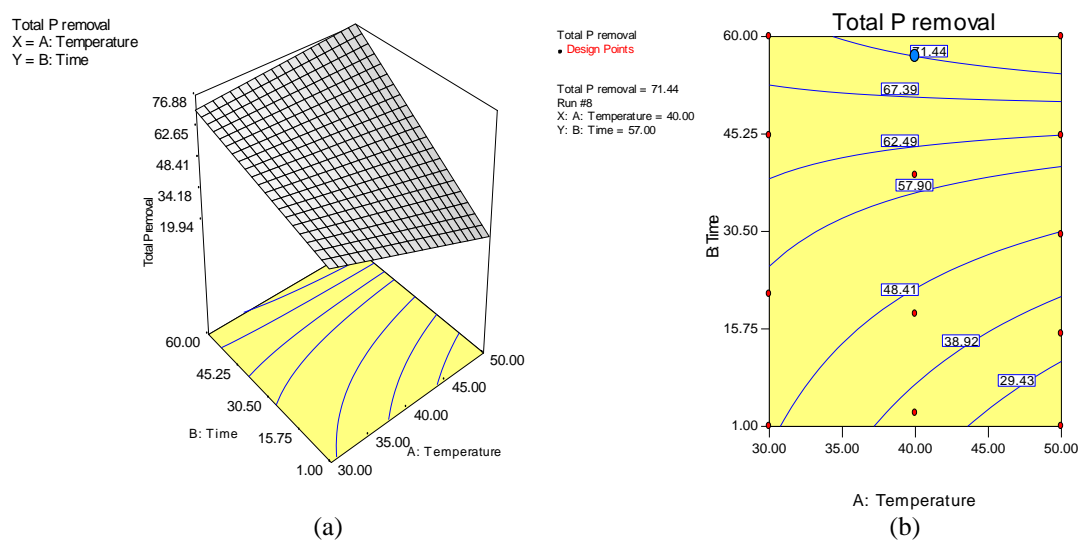 Total P removal
X = A: Temperature
Y = B: Time
76.88
62.65
48.41
34.18
19.94
Total P removal
60.00
45.25
30.50
15.75
1.00
B: Time
30.00
35.00
40.00
45.00
50.00
A: Temperature
(a)
Total P removal
Design Points
Total P removal = 71.44
Run #8
X: A: Temperature = 40.00
Y: B: Time = 57.00
Total P removal
60.00
45.25
30.50
15.75
1.00
B: Time
71.44
67.39
62.49
57.90
48.41
38.92
29.43
30.00
35.00
40.00
45.00
50.00
A: Temperature
(b)